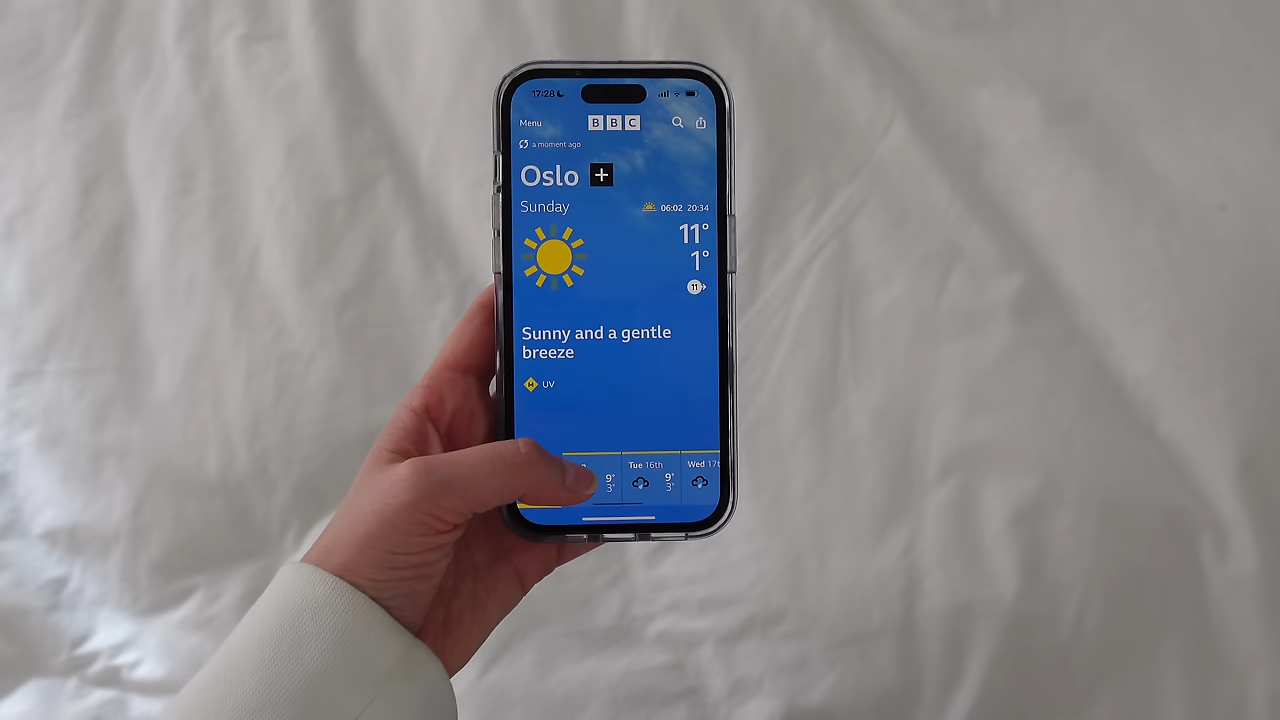 17:28
Menu
BBC
a moment ago
Oslo +
Sunday
06:02 20:34
11°
1°
11
Sunny and a gentle
breeze
H UV
Tue 16th
Wed 17t
9°
3°
9°
3°